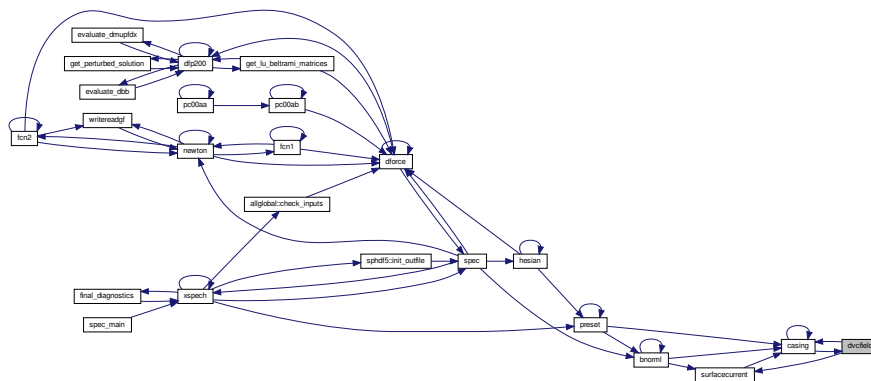 evaluate_dmupfdx
get_perturbed_solution
dfp200
get_lu_beltrami_matrices
evaluate_dbb
pc00aa
pc00ab
writereadgf
fcn2
newton
fcn1
dforce
allglobal::check_inputs
sphdf5::init_outfile
spec
hesian
final_diagnostics
xspech
spec_main
preset
bnorml
casing
dvcfield
surfacecurrent